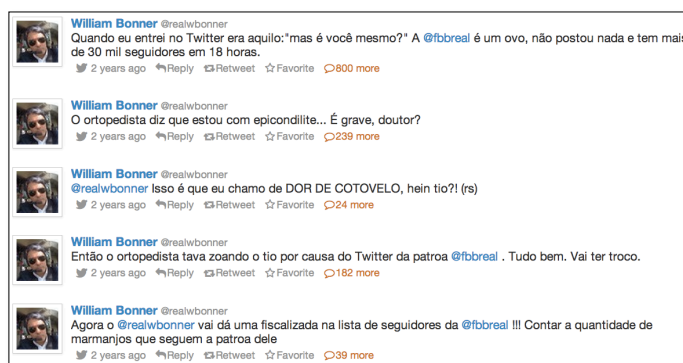 William Bonner @realwbonner
Quando eu entrei no Twitter era aquilo:"mas é você mesmo?" A @fbbreal é um ovo, não postou nada e tem mais
de 30 mil seguidores em 18 horas.
2 years ago Reply Retweet Favorite 800 more
William Bonner @realwbonner
O ortopedista diz que estou com epicondilite... É grave, doutor?
2 years ago Reply Retweet Favorite 239 more
William Bonner @realwbonner
@realwbonner Isso é que eu chamo de DOR DE COTOVELO, hein tio?! (rs)
2 years ago Reply Retweet Favorite 24 more
William Bonner @realwbonner
Então o ortopedista tava zoando o tio por causa do Twitter da patroa @fbbreal . Tudo bem. Vai ter troco.
2 years ago Reply Retweet Favorite 182 more
William Bonner @realwbonner
Agora o @realwbonner vai dá uma fiscalizada na lista de seguidores da @fbbreal !!! Contar a quantidade de
marmanjos que seguem a patroa dele
2 years ago Reply Retweet Favorite 39 more